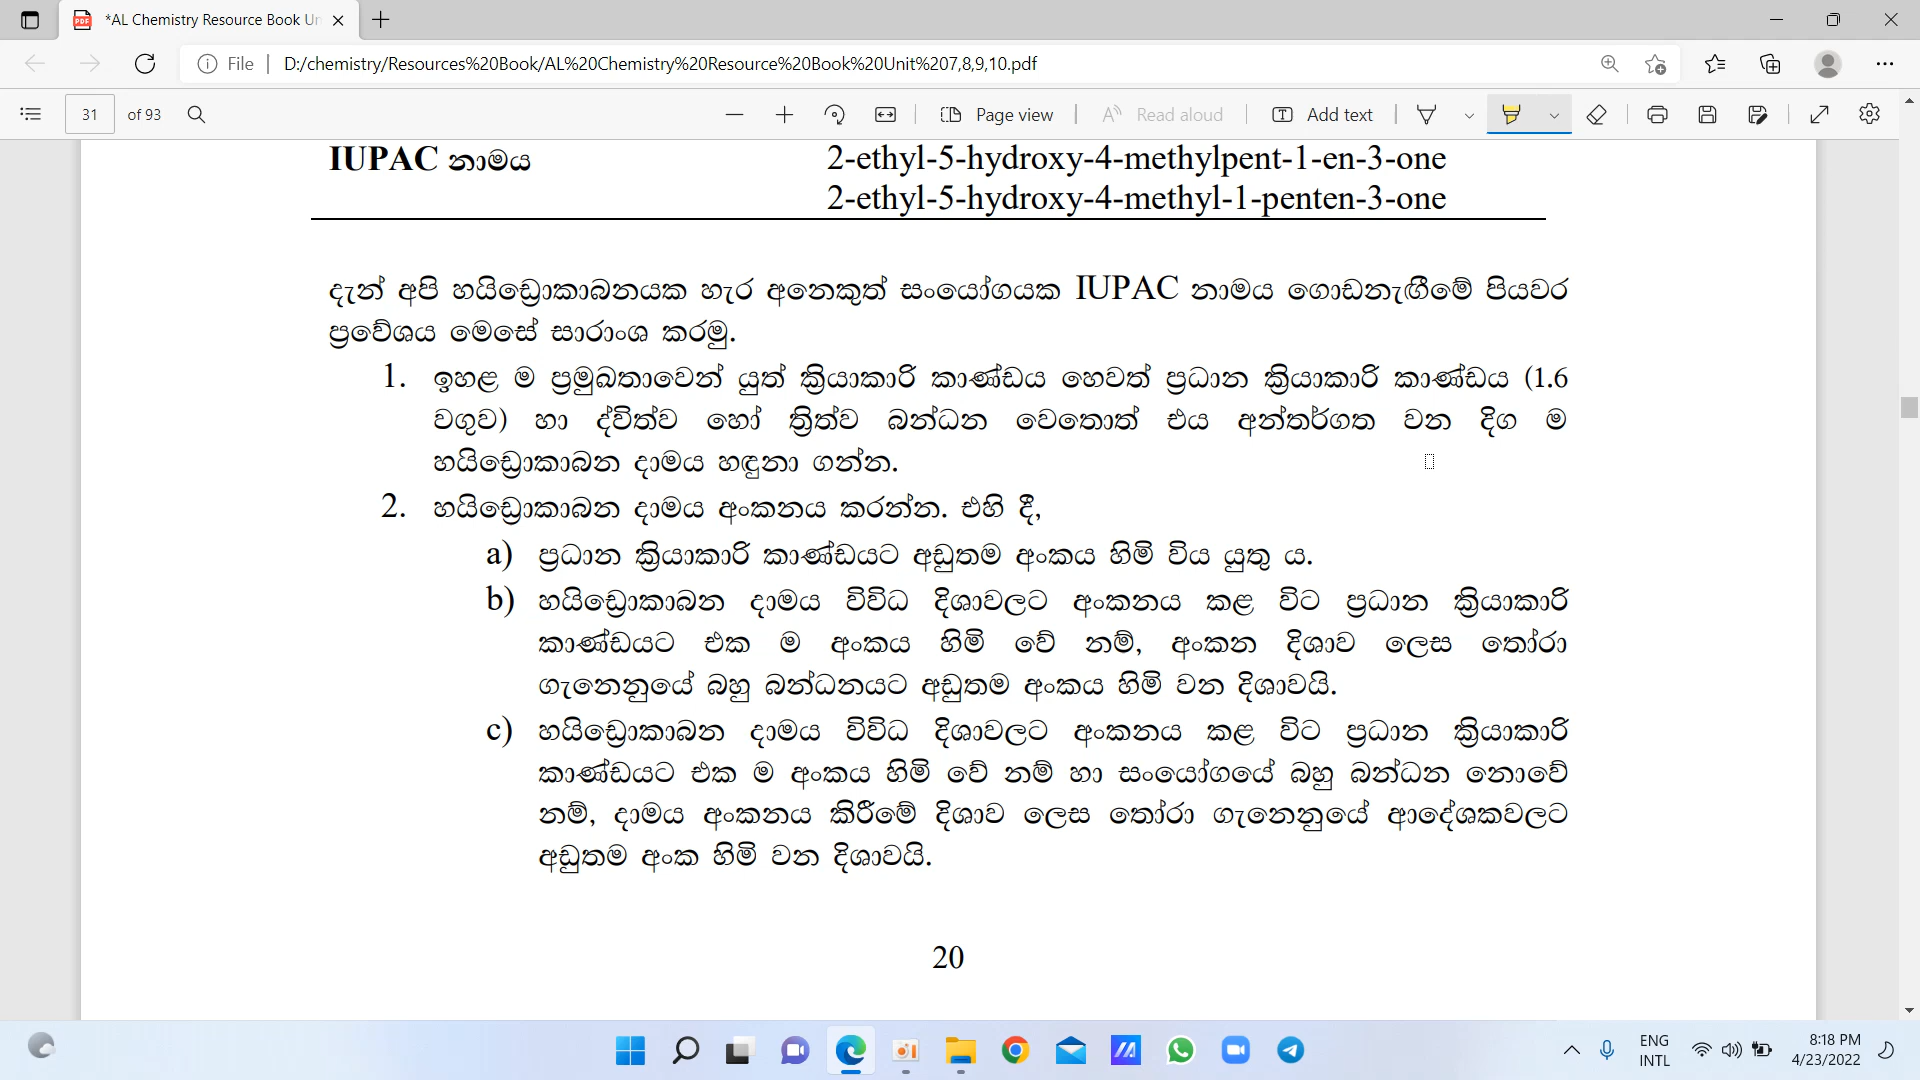 *AL Chemistry Resource Book Un
File
D:/chemistry/Resources%20Book/AL%20Chemistry%20Resource%20Book%20Unit%207,8,9,10.pdf
31 of 93
Page view
Read aloud
Add text
IUPAC නාමය
2-ethyl-5-hydroxy-4-methylpent-1-en-3-one
2-ethyl-5-hydroxy-4-methyl-1-penten-3-one
දැන් අපි හයිඩ්‍රොකාබනයක හැර අනෙකුත් සංයෝගයක IUPAC නාමය ගොඩනැඟීමේ පියවර
ප්‍රවේශය මෙසේ සාරාංශ කරමු.
1. ඉහළ ම ප්‍රමුඛතාවෙන් යුත් ක්‍රියාකාරි කාණ්ඩය හෙවත් ප්‍රධාන ක්‍රියාකාරි කාණ්ඩය (1.6
වගුව) හා ද්විත්ව හෝ ත්‍රිත්ව බන්ධන වෙතොත් එය අන්තර්ගත වන දිග ම
හයිඩ්‍රොකාබන දාමය හඳුනා ගන්න.
2. හයිඩ්‍රොකාබන දාමය අංකනය කරන්න. එහි දී,
a) ප්‍රධාන ක්‍රියාකාරි කාණ්ඩයට අඩුතම අංකය හිමි විය යුතු ය.
b) හයිඩ්‍රොකාබන දාමය විවිධ දිශාවලට අංකනය කළ විට ප්‍රධාන ක්‍රියාකාරි
කාණ්ඩයට එක ම අංකය හිමි වේ නම්, අංකන දිශාව ලෙස තෝරා
ගැනෙනුයේ බහු බන්ධනයට අඩුතම අංකය හිමි වන දිශාවයි.
c) හයිඩ්‍රොකාබන දාමය විවිධ දිශාවලට අංකනය කළ විට ප්‍රධාන ක්‍රියාකාරි
කාණ්ඩයට එක ම අංකය හිමි වේ නම් හා සංයෝගයේ බහු බන්ධන නොවේ
නම්, දාමය අංකනය කිරීමේ දිශාව ලෙස තෝරා ගැනෙනුයේ ආදේශකවලට
අඩුතම අංක හිමි වන දිශාවයි.
20
ENG
INTL
8:18 PM
4/23/2022